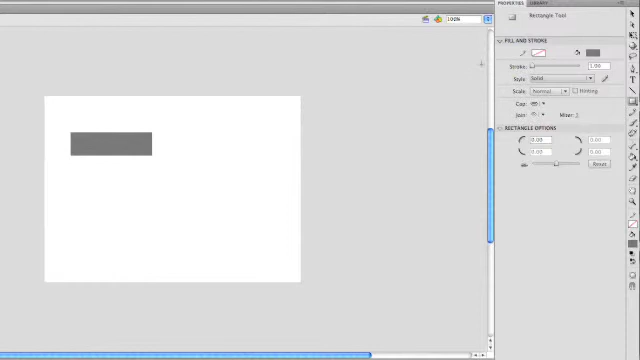 PROPERTIES LIBRARY
100%
Rectangle Tool
FILL AND STROKE
Stroke: 1.00
Style: Solid
Scale: Normal Hinting
Cap:
Join: Miter: 3
RECTANGLE OPTIONS
0.00 0.00
0.00 0.00
Reset